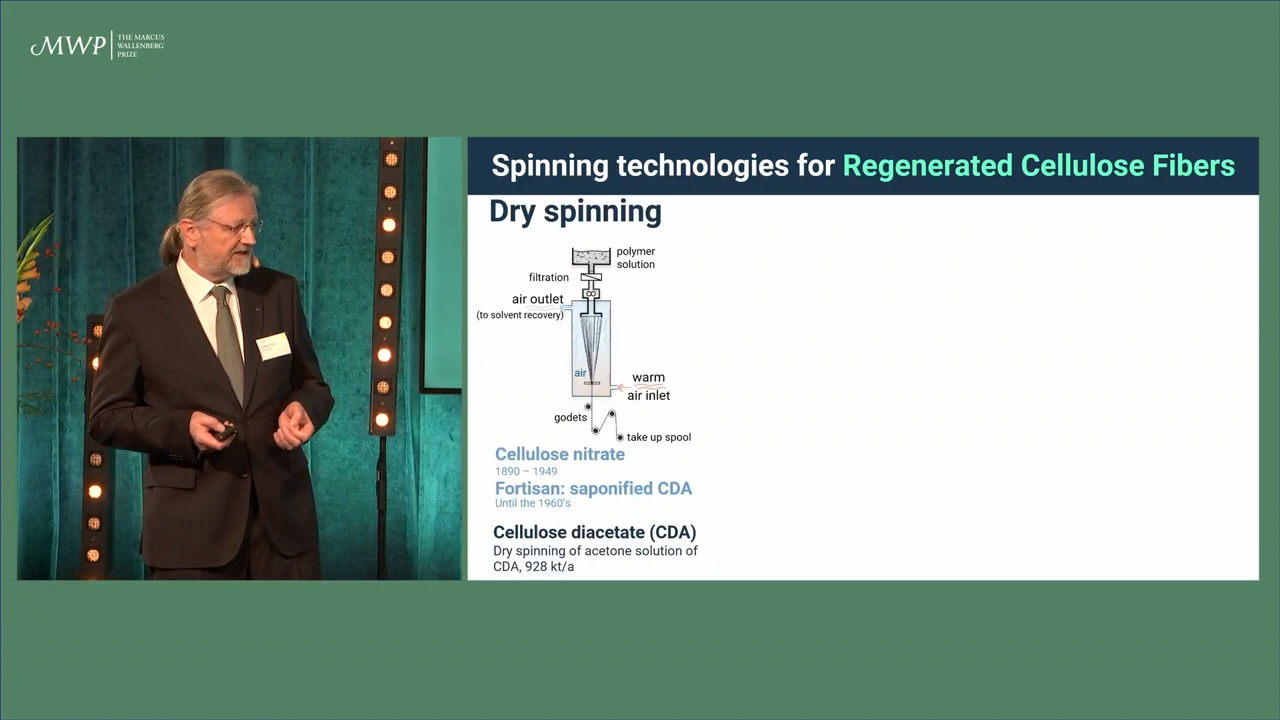 MWP
THE MARCUS
WALLENBERG
PRIZE
Spinning technologies for Regenerated Cellulose Fibers
Dry spinning
polymer
solution
filtration
air outlet
(to solvent recovery)
air
warm
air inlet
godets
take up spool
Cellulose nitrate
1890 – 1949
Fortisan: saponified CDA
Until the 1960's
Cellulose diacetate (CDA)
Dry spinning of acetone solution of
CDA, 928 kt/a